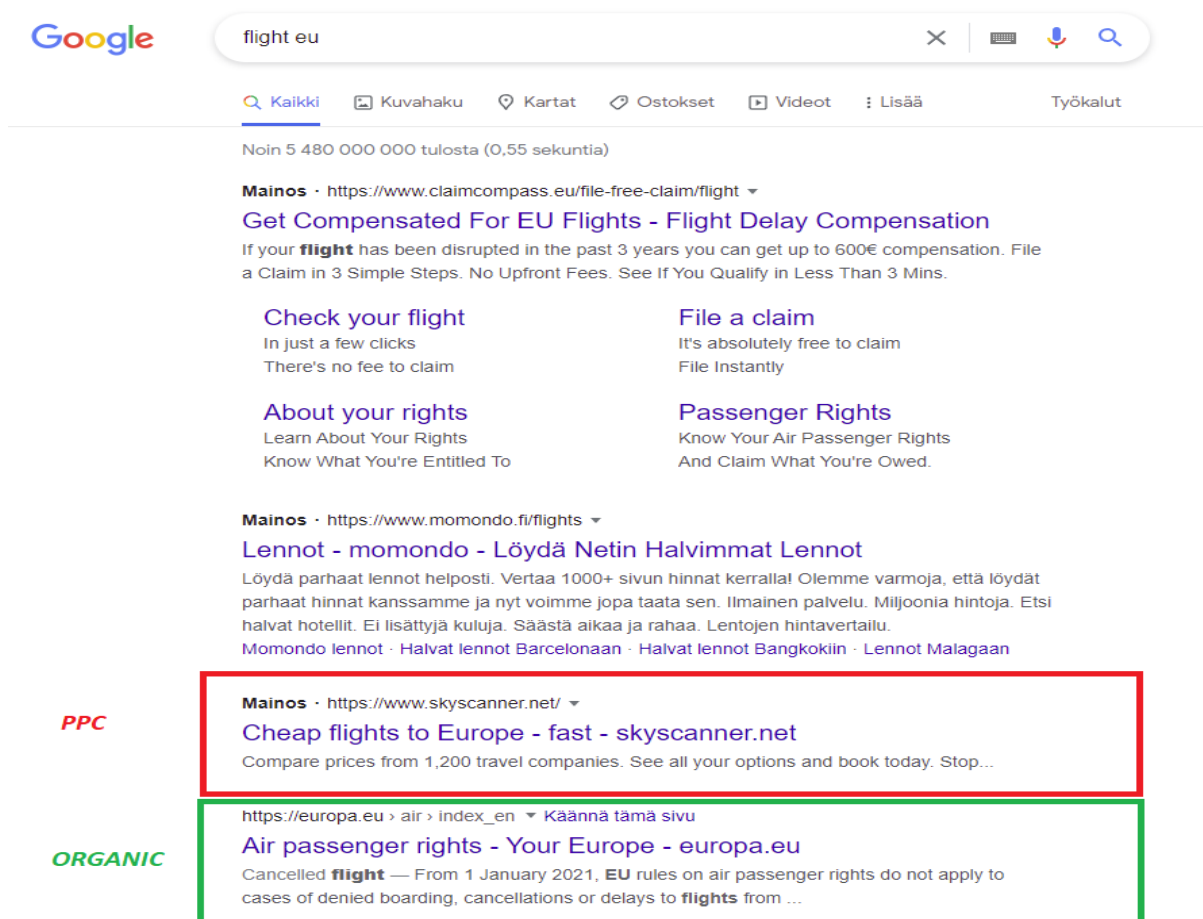 Google
flight eu
Kaikki Kuvahaku Kartat Ostokset Videot Lisää Työkalut
Noin 5 480 000 000 tulosta (0,55 sekuntia)
Mainos · https://www.claimcompass.eu/file-free-claim/flight
Get Compensated For EU Flights - Flight Delay Compensation
If your flight has been disrupted in the past 3 years you can get up to 600€ compensation. File
a Claim in 3 Simple Steps. No Upfront Fees. See If You Qualify in Less Than 3 Mins.
Check your flight
In just a few clicks
There's no fee to claim
File a claim
It's absolutely free to claim
File Instantly
About your rights
Learn About Your Rights
Know What You're Entitled To
Passenger Rights
Know Your Air Passenger Rights
And Claim What You're Owed.
Mainos · https://www.momondo.fi/flights
Lennot - momondo - Löydä Netin Halvimmat Lennot
Löydä parhaat lennot helposti. Vertaa 1000+ sivun hinnat kerralla! Olemme varmoja, että löydät
parhaat hinnat kanssamme ja nyt voimme jopa taata sen. Ilmainen palvelu. Miljoonia hintoja. Etsi
halvat hotellit. Ei lisättyjä kuluja. Säästä aikaa ja rahaa. Lentojen hintavertailu.
Momondo lennot · Halvat lennot Barcelonaan · Halvat lennot Bangkokiin · Lennot Malagaan
PPC
Mainos · https://www.skyscanner.net/
Cheap flights to Europe - fast - skyscanner.net
Compare prices from 1,200 travel companies. See all your options and book today. Stop...
ORGANIC
https://europa.eu › air › index_en Käännä tämä sivu
Air passenger rights - Your Europe - europa.eu
Cancelled flight — From 1 January 2021, EU rules on air passenger rights do not apply to
cases of denied boarding, cancellations or delays to flights from ...